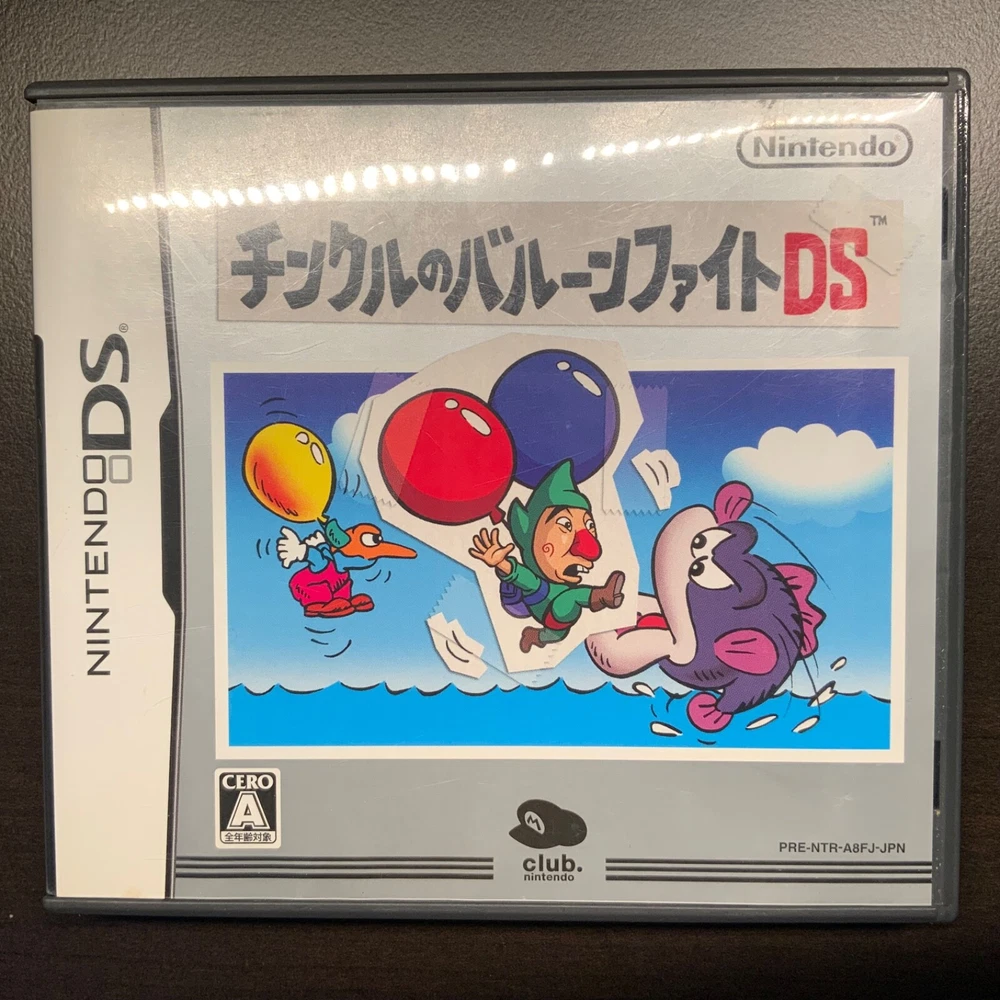 Nintendo
チンクルのバルーンファイトDS™
NINTENDO DS®
CERO
A
全年齢対象
M
club.
nintendo
PRE-NTR-A8FJ-JPN